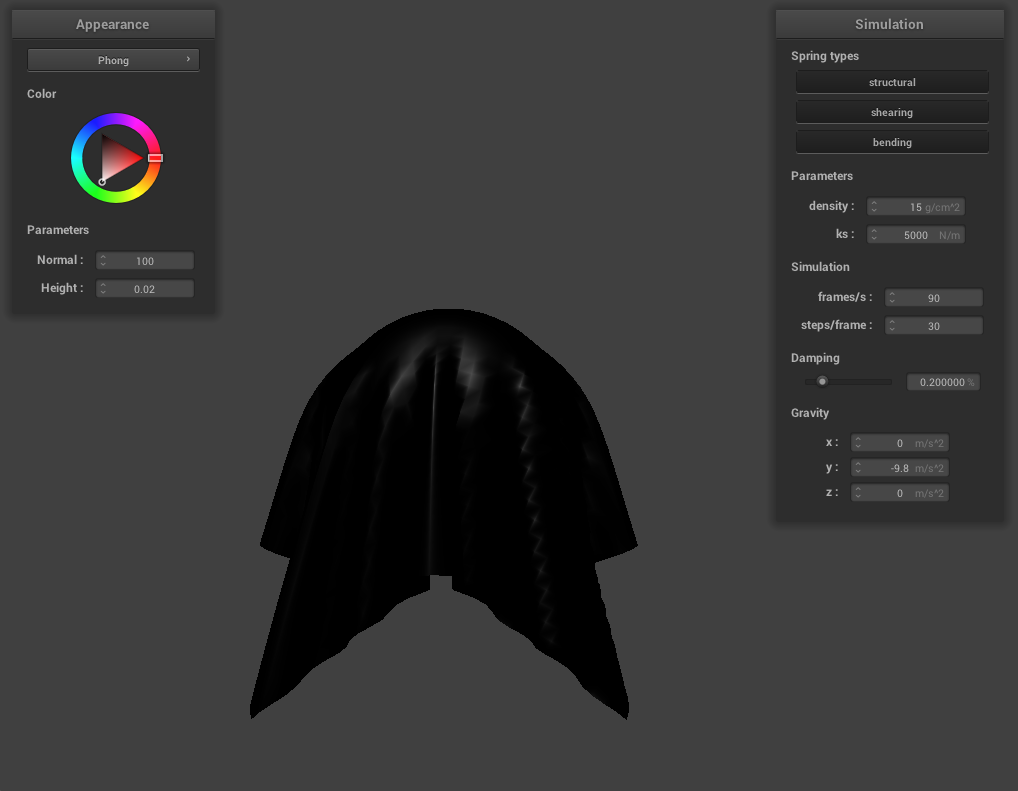 Appearance
Phong
Color
Parameters
Normal : 100
Height : 0.02
Simulation
Spring types
structural
shearing
bending
Parameters
density : 15 g/cm^2
ks : 5000 N/m
Simulation
frames/s : 90
steps/frame : 30
Damping
0.200000 %
Gravity
x : 0 m/s^2
y : -9.8 m/s^2
z : 0 m/s^2